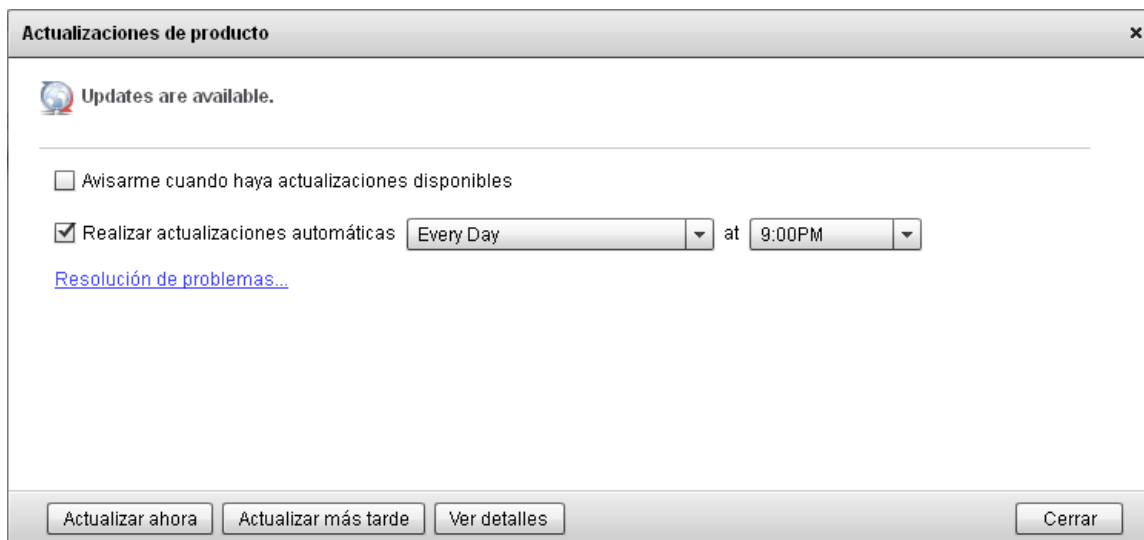 Actualizaciones de producto
Updates are available.
Avisarme cuando haya actualizaciones disponibles
Realizar actualizaciones automáticas Every Day at 9:00PM
Resolución de problemas...
Actualizar ahora Actualizar más tarde Ver detalles Cerrar